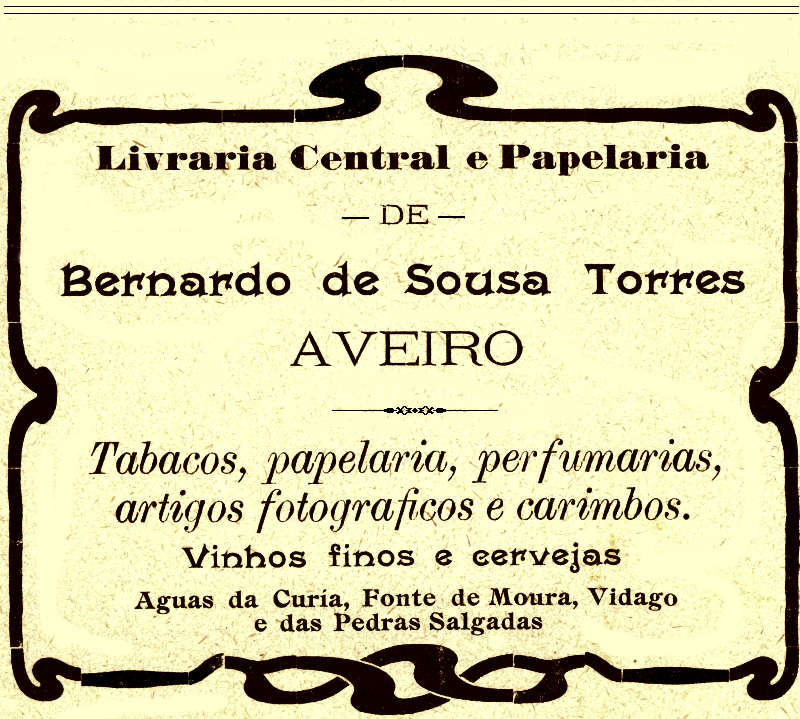 Livraria Central e Papelaria
— DE —
Bernardo de Sousa Torres
AVEIRO
Tabacos, papelaria, perfumarias,
artigos fotograficos e carimbos.
Vinhos finos e cervejas
Aguas da Curía, Fonte de Moura, Vidago
e das Pedras Salgadas